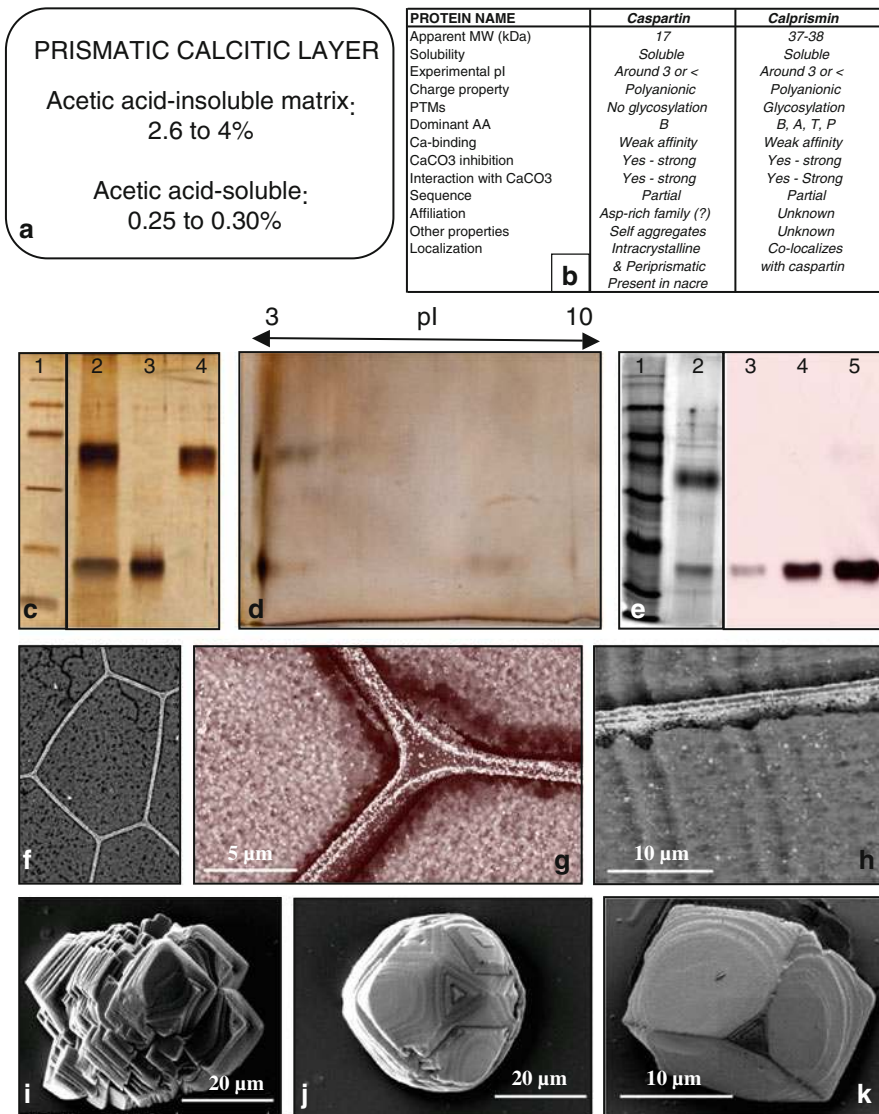 PRISMATIC CALCITIC LAYER
Acetic acid-insoluble matrix:
2.6 to 4%
Acetic acid-soluble:
0.25 to 0.30%
a
PROTEIN NAME Caspartin Calprismin
Apparent MW (kDa) 17 37-38
Solubility Soluble Soluble
Experimental pI Around 3 or < Around 3 or <
Charge property Polyanionic Polyanionic
PTMs No glycosylation Glycosylation
Dominant AA B B, A, T, P
Ca-binding Weak affinity Weak affinity
CaCO3 inhibition Yes - strong Yes - strong
Interaction with CaCO3 Yes - strong Yes - Strong
Sequence Partial Partial
Affiliation Asp-rich family (?) Unknown
Other properties Self aggregates Unknown
Localization Intracrystalline Co-localizes
& Periprismatic with caspartin
Present in nacre
b
3 pI 10
1 2 3 4
c
d
1 2 3 4 5
e
f
5 µm g
10 µm h
i 20 µm
j 20 µm
10 µm k